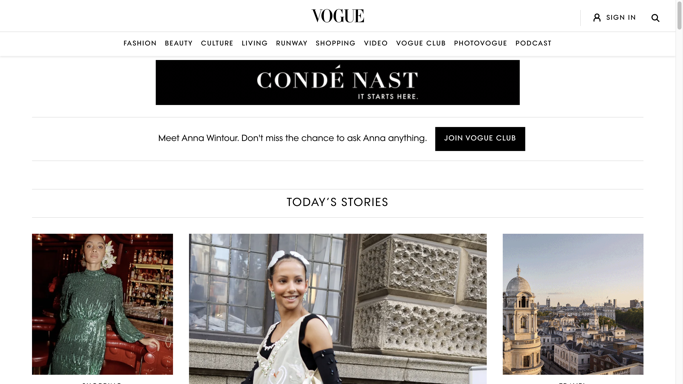 VOGUE
SIGN IN
FASHION BEAUTY CULTURE LIVING RUNWAY SHOPPING VIDEO VOGUE CLUB PHOTOVOGUE PODCAST
CONDÉ NAST
IT STARTS HERE.
Meet Anna Wintour. Don't miss the chance to ask Anna anything. JOIN VOGUE CLUB
TODAY'S STORIES